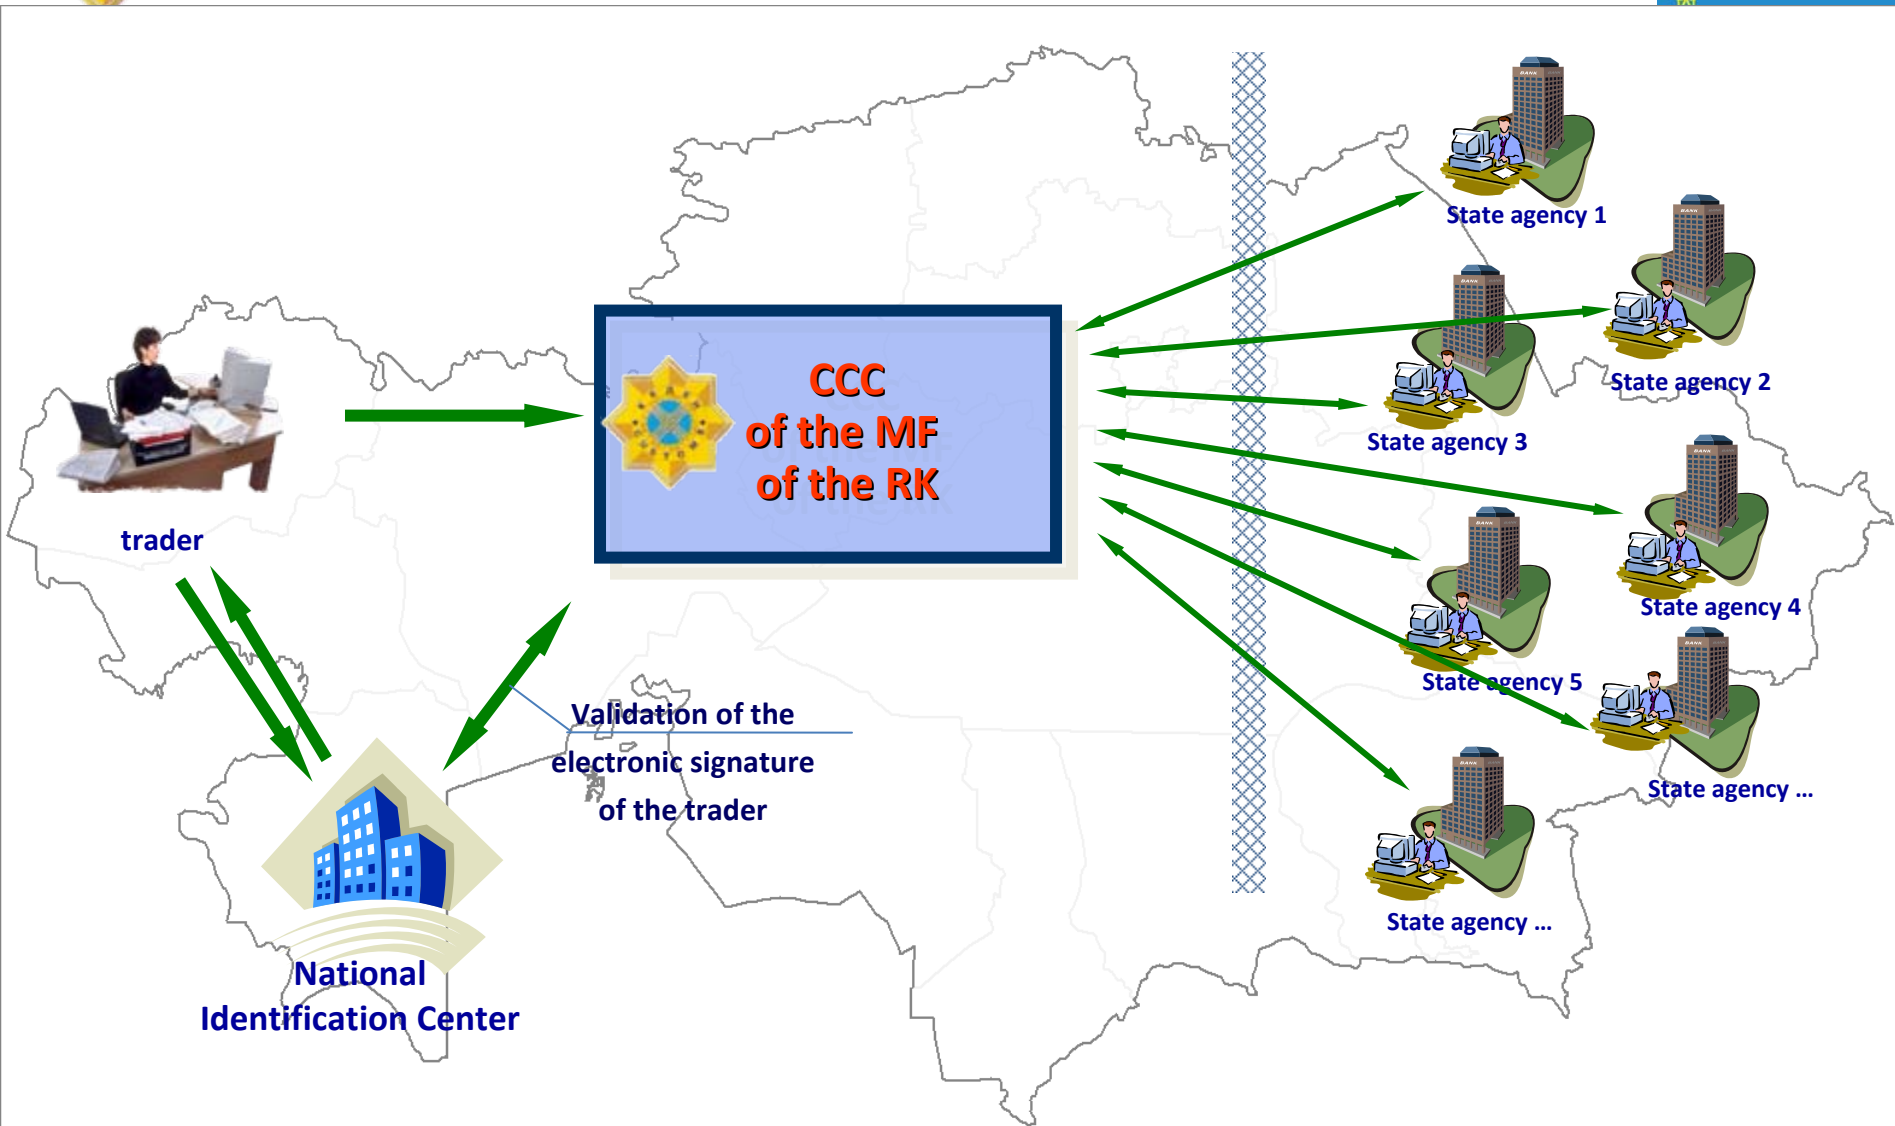 State agency 1
State agency 2
State agency 3
CCC
of the MF
of the RK
trader
State agency 4
State agency 5
Validation of the
electronic signature
of the trader
State agency ...
State agency ...
National
Identification Center